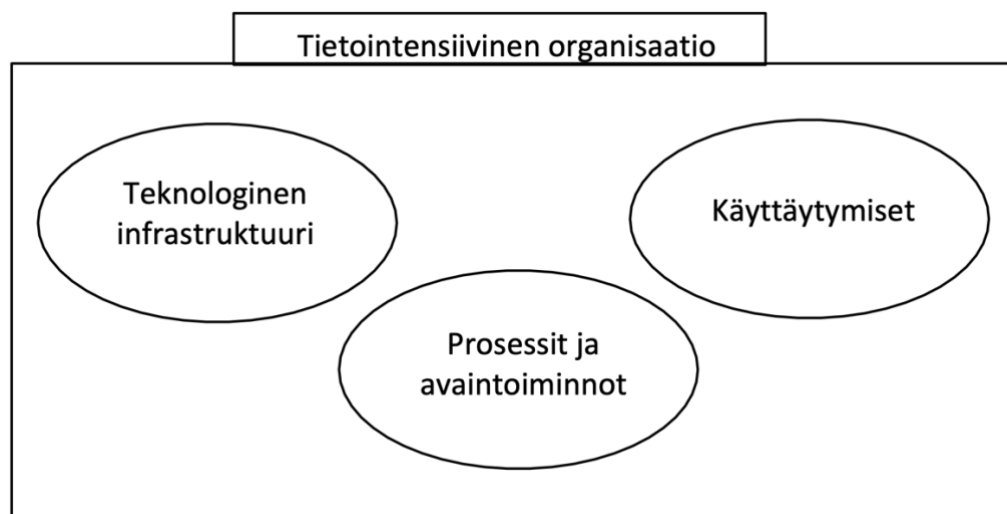 Tietointensiivinen organisaatio
Teknologinen
infrastruktuuri
Käyttäytymiset
Prosessit ja
avaintoiminnot